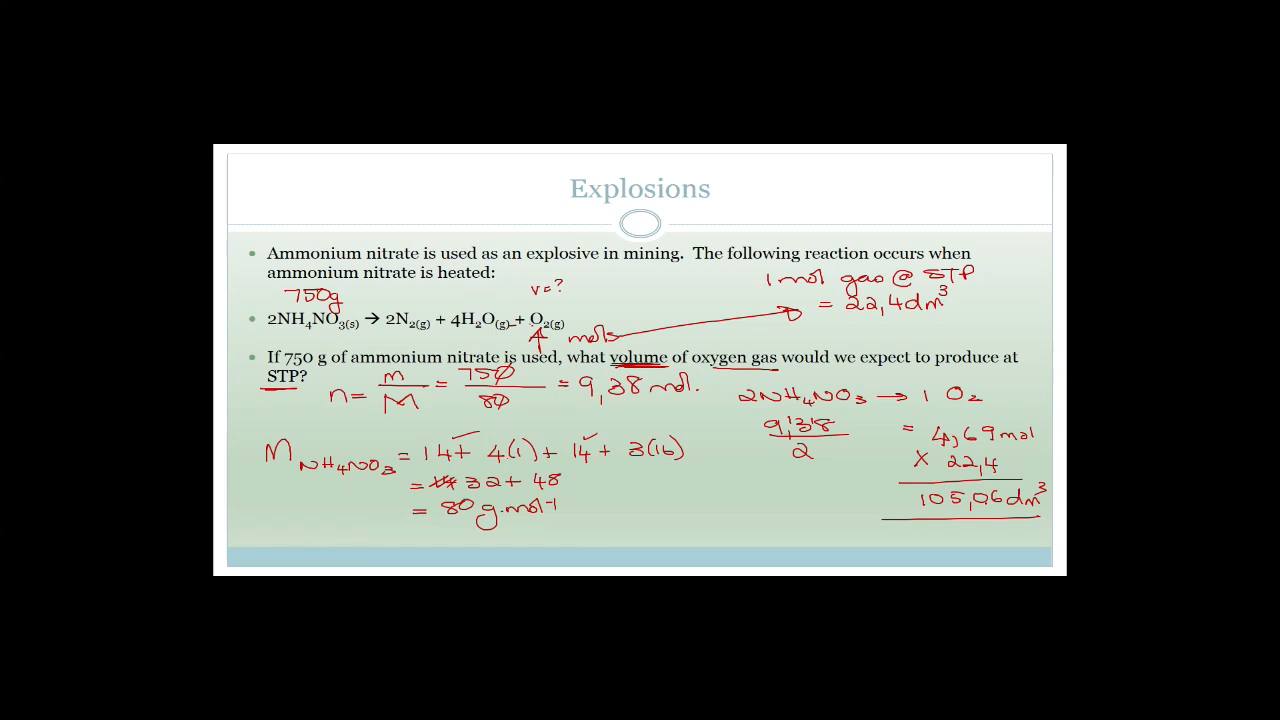 Explosions
Ammonium nitrate is used as an explosive in mining. The following reaction occurs when
ammonium nitrate is heated:
1 mol gas @ STP
= 22,4 dm³
750g
v = ?
2NH₄NO₃(s) → 2N₂(g) + 4H₂O(g) + O₂(g)
mols
If 750 g of ammonium nitrate is used, what volume of oxygen gas would we expect to produce at
STP?
n = m/M = 750/80 = 9,38 mol.
2NH₄NO₃ → 1 O₂
9,38/2 = 4,69 mol
x 22,4
105,06 dm³
M NH₄NO₃ = 14 + 4(1) + 14 + 3(16)
= 32 + 48
= 80 g.mol⁻¹